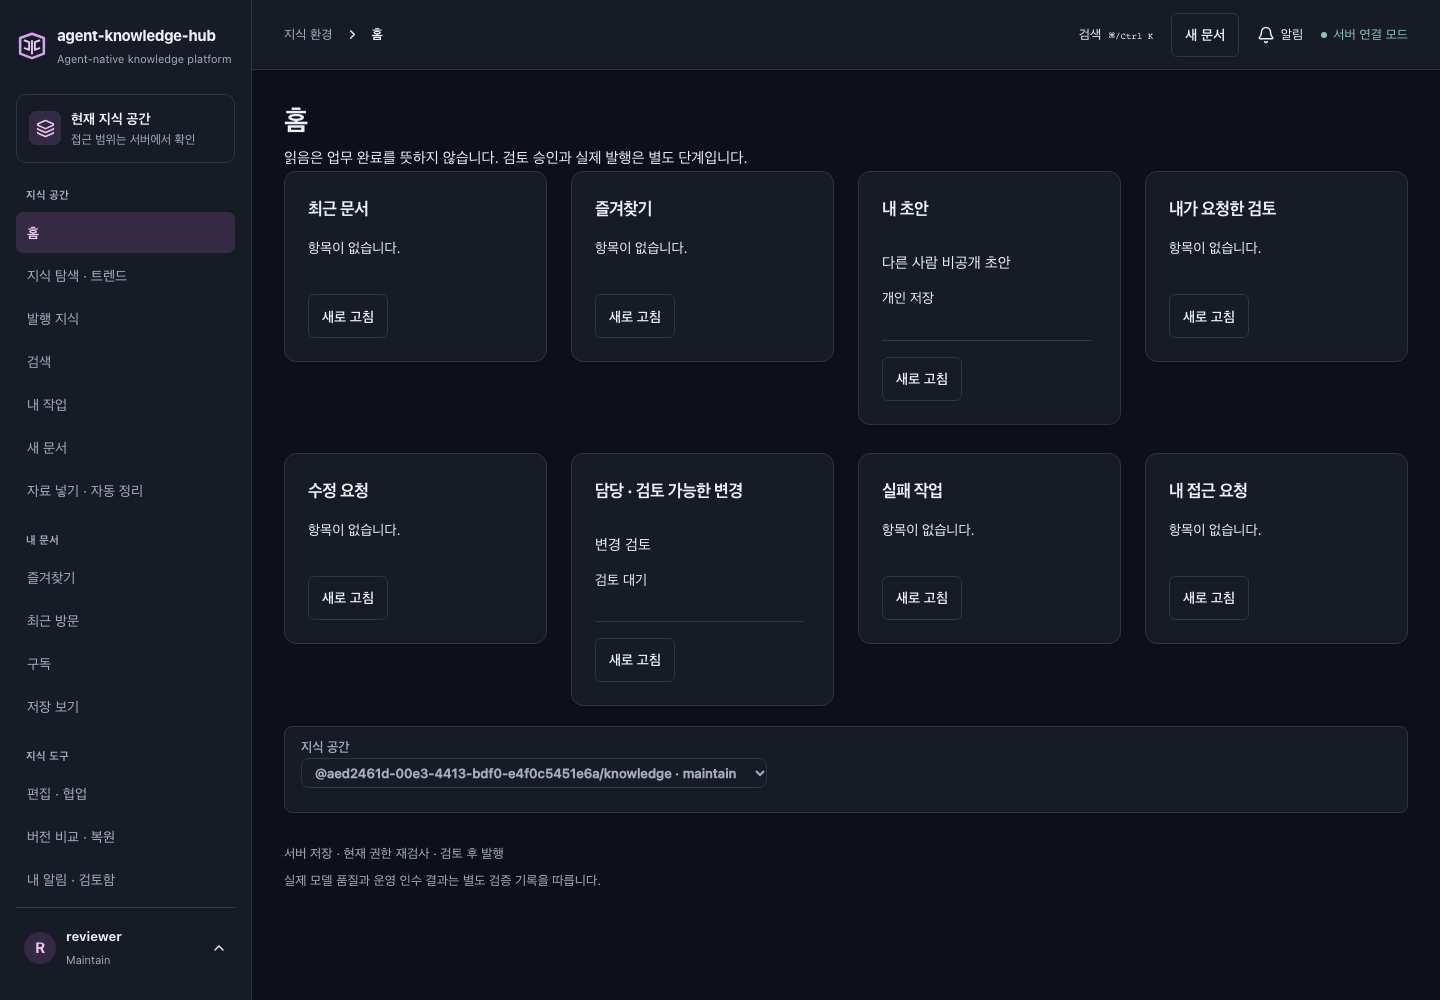 agent-knowledge-hub
Agent-native knowledge platform
현재 지식 공간
접근 범위는 서버에서 확인
지식 공간
홈
지식 탐색 · 트렌드
발행 지식
검색
내 작업
새 문서
자료 넣기 · 자동 정리
내 문서
즐겨찾기
최근 방문
구독
저장 보기
지식 도구
편집 · 협업
버전 비교 · 복원
내 알림 · 검토함
R
reviewer
Maintain
지식 환경 > 홈
검색 ⌘/Ctrl K
새 문서
알림
서버 연결 모드
홈
읽음은 업무 완료를 뜻하지 않습니다. 검토 승인과 실제 발행은 별도 단계입니다.
최근 문서
항목이 없습니다.
새로 고침
즐겨찾기
항목이 없습니다.
새로 고침
내 초안
다른 사람 비공개 초안
개인 저장
새로 고침
내가 요청한 검토
항목이 없습니다.
새로 고침
수정 요청
항목이 없습니다.
새로 고침
담당 · 검토 가능한 변경
변경 검토
검토 대기
새로 고침
실패 작업
항목이 없습니다.
새로 고침
내 접근 요청
항목이 없습니다.
새로 고침
지식 공간
@aed2461d-00e3-4413-bdf0-e4f0c5451e6a/knowledge · maintain
서버 저장 · 현재 권한 재검사 · 검토 후 발행
실제 모델 품질과 운영 인수 결과는 별도 검증 기록을 따릅니다.